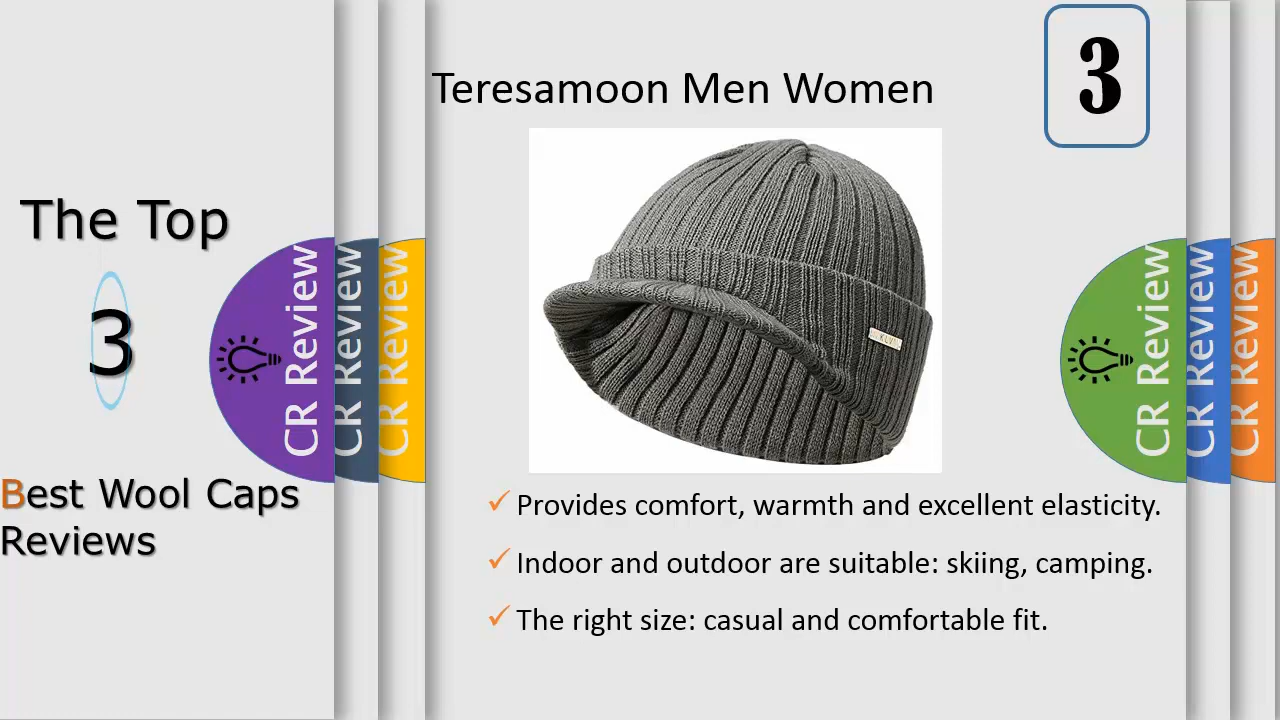 3
Teresamoon Men Women
The Top
3
Best Wool Caps
Reviews
CR Review
CR Review
CR Review
CR Review
CR Review
CR Review
Provides comfort, warmth and excellent elasticity.
Indoor and outdoor are suitable: skiing, camping.
The right size: casual and comfortable fit.